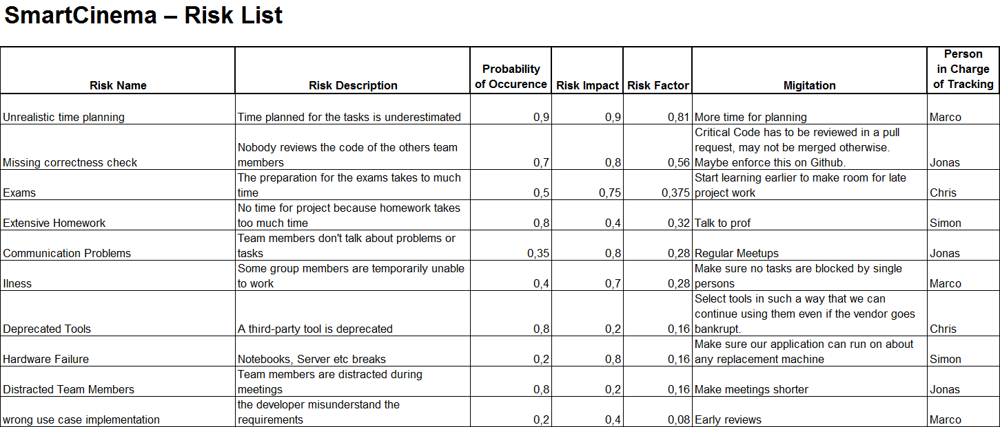 SmartCinema – Risk List
Person
Probability in Charge
Risk Name Risk Description of Occurence Risk Impact Risk Factor Migitation of Tracking
Unrealistic time planning Time planned for the tasks is underestimated 0,9 0,9 0,81 More time for planning Marco
Critical Code has to be reviewed in a pull
Nobody reviews the code of the others team request, may not be merged otherwise.
Missing correctness check members 0,7 0,8 0,56 Maybe enforce this on Github. Jonas
The preparation for the exams takes to much Start learning earlier to make room for late
Exams time 0,5 0,75 0,375 project work Chris
No time for project because homework takes
Extensive Homework too much time 0,8 0,4 0,32 Talk to prof Simon
Team members don't talk about problems or
Communication Problems tasks 0,35 0,8 0,28 Regular Meetups Jonas
Some group members are temporarily unable Make sure no tasks are blocked by single
Ilness to work 0,4 0,7 0,28 persons Marco
Select tools in such a way that we can
continue using them even if the vendor goes
Deprecated Tools A third-party tool is deprecated 0,8 0,2 0,16 bankrupt. Chris
Make sure our application can run on about
Hardware Failure Notebooks, Server etc breaks 0,2 0,8 0,16 any replacement machine Simon
Team members are distracted during
Distracted Team Members meetings 0,8 0,2 0,16 Make meetings shorter Jonas
the developer misunderstand the
wrong use case implementation requirements 0,2 0,4 0,08 Early reviews Marco